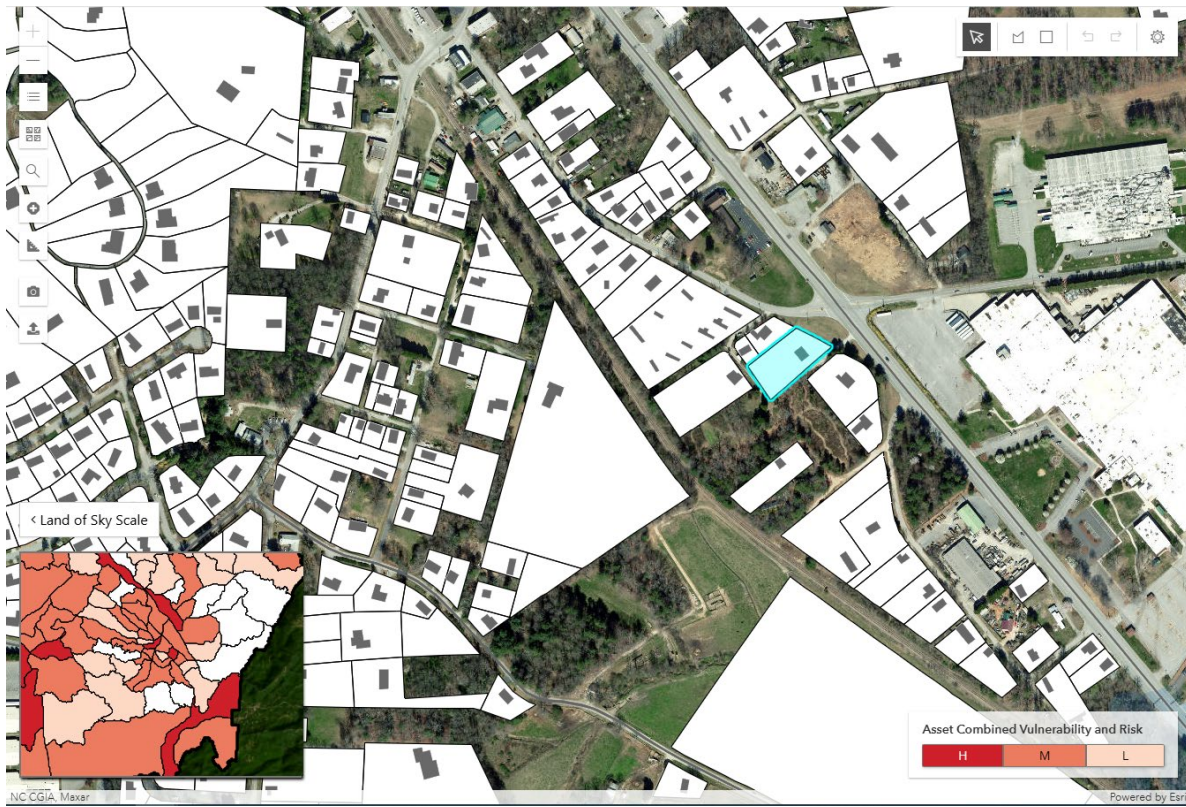 < Land of Sky Scale
Asset Combined Vulnerability and Risk
H M L
NC CGIA, Maxar
Powered by Esri